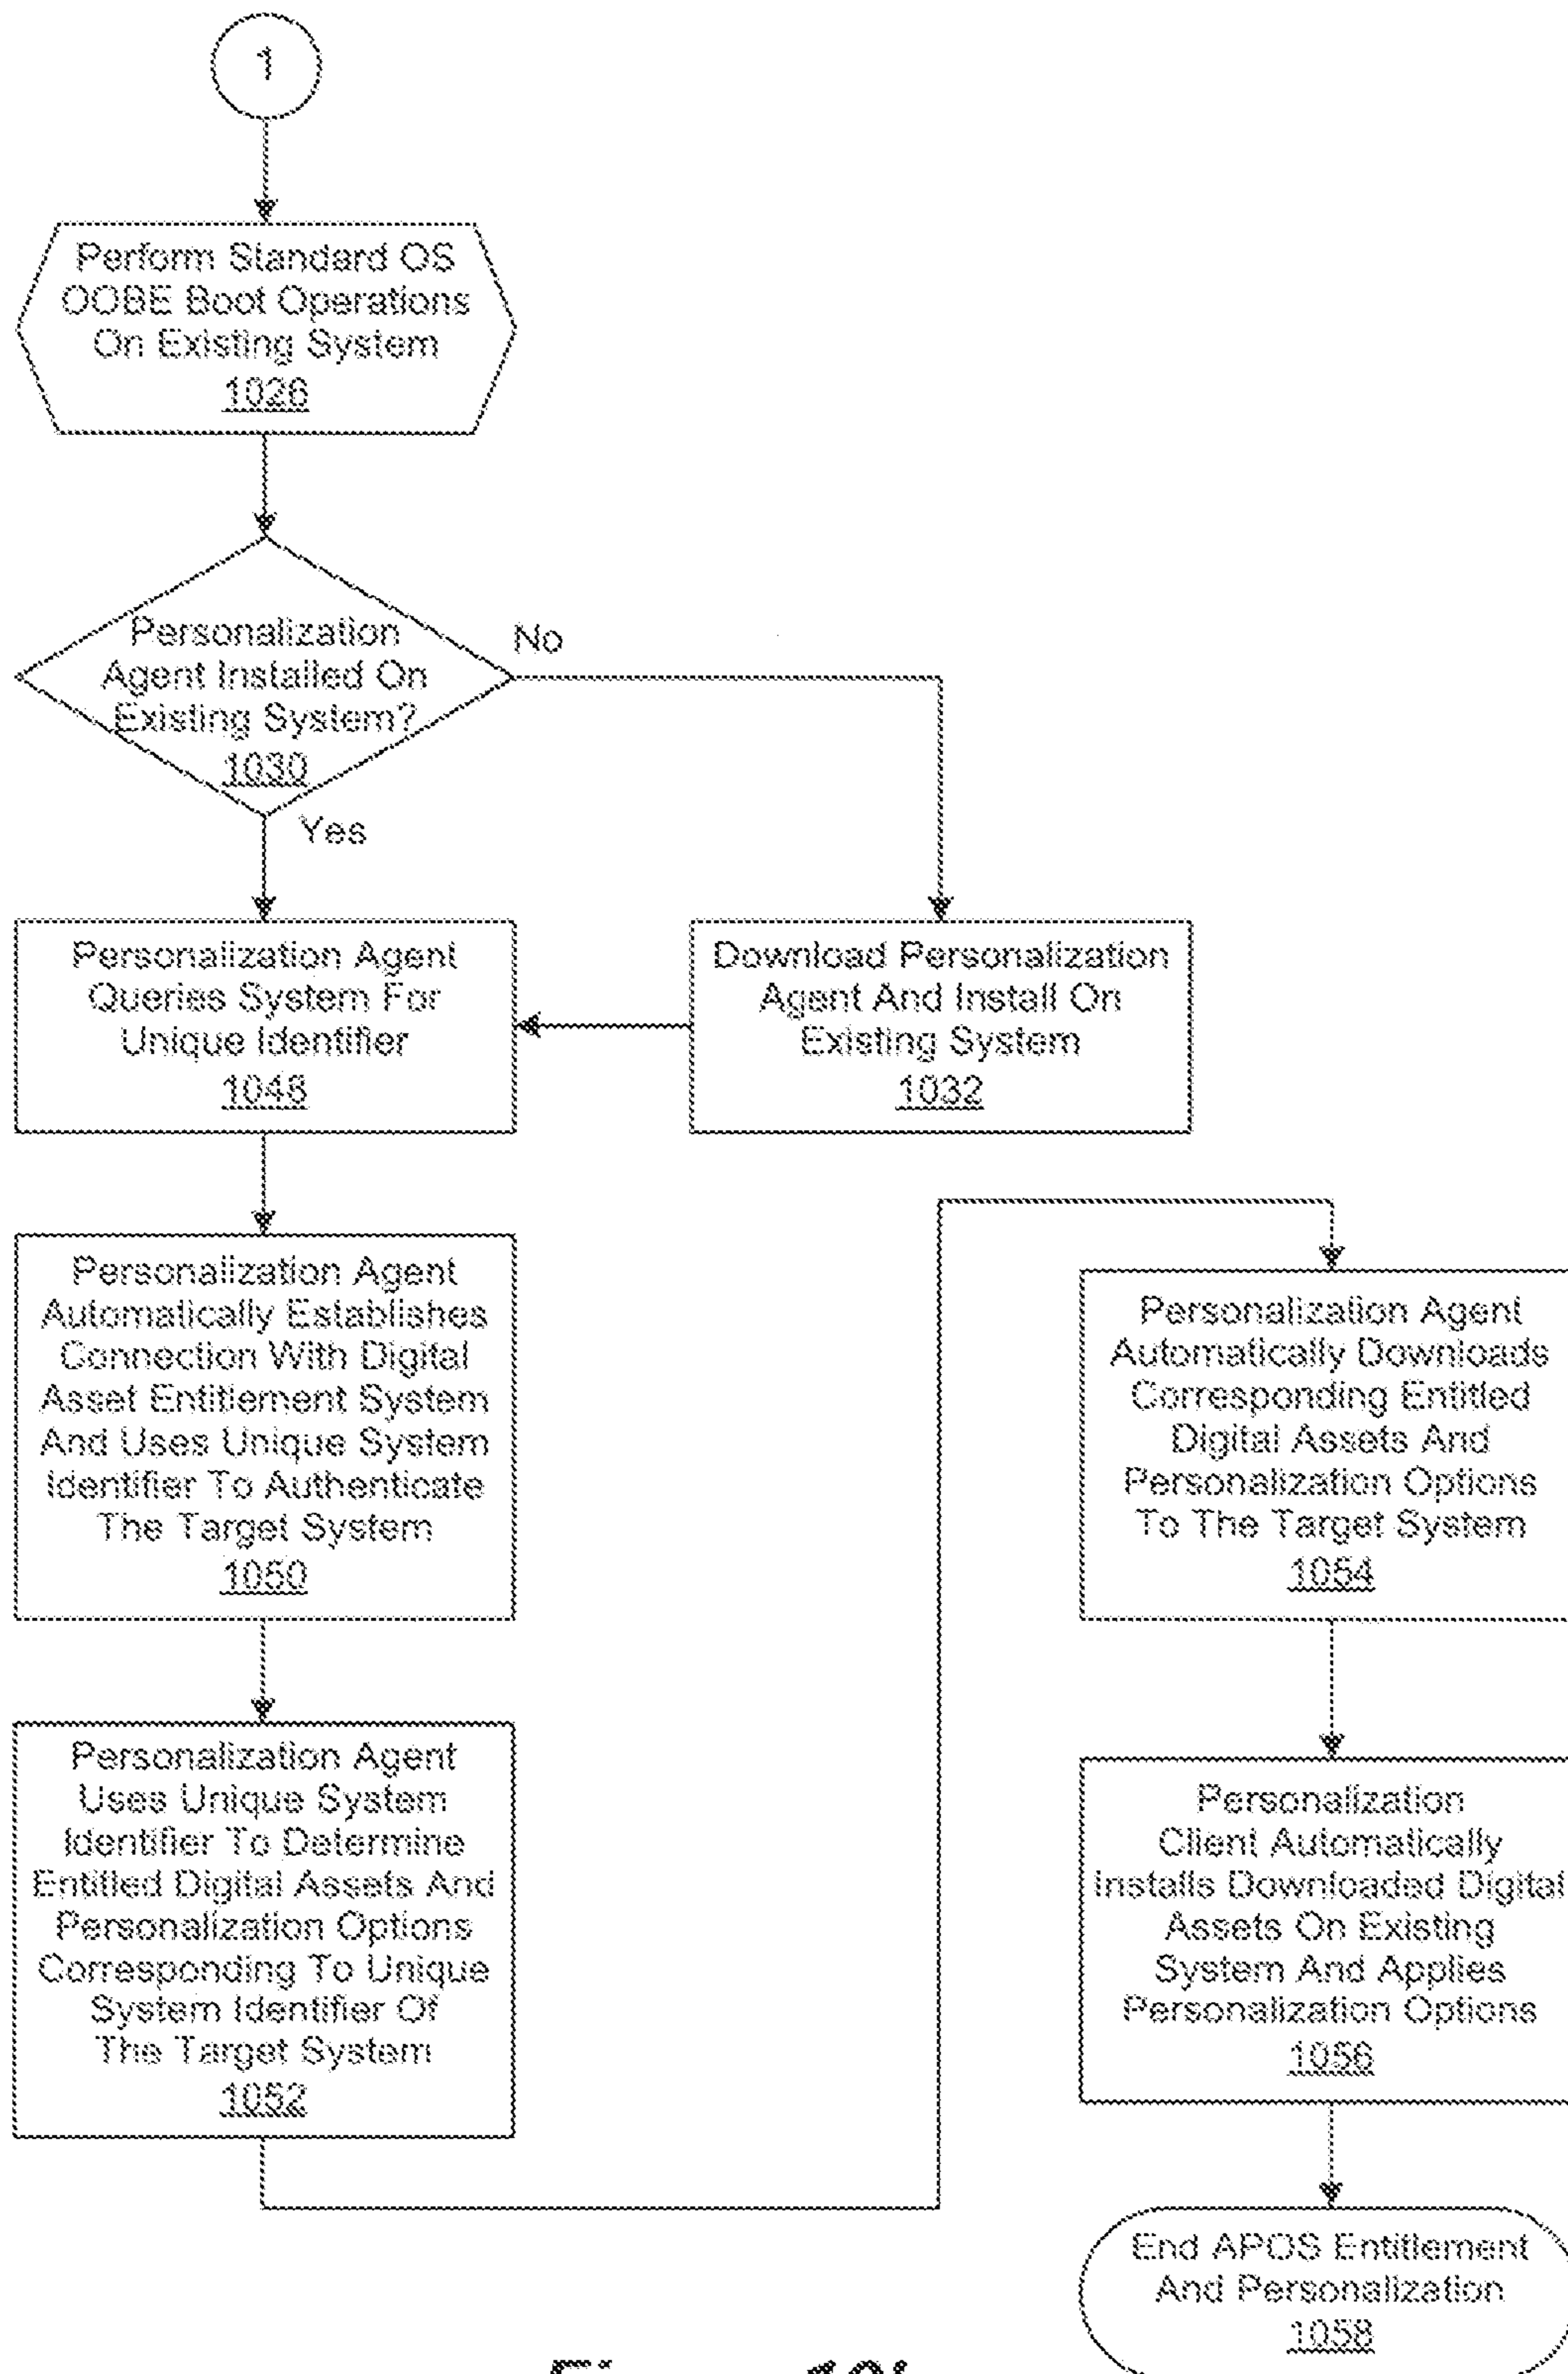 1
Perform Standard OS
OOBE Boot Operations
On Existing System
1026
Personalization
Agent Installed On
Existing System?
1030
No
Yes
Personalization Agent
Queries System For
Unique Identifier
1048
Download Personalization
Agent And Install On
Existing System
1032
Personalization Agent
Automatically Establishes
Connection With Digital
Asset Entitlement System
And Uses Unique System
Identifier To Authenticate
The Target System
1050
Personalization Agent
Uses Unique System
Identifier To Determine
Entitled Digital Assets And
Personalization Options
Corresponding To Unique
System Identifier Of
The Target System
1052
Personalization Agent
Automatically Downloads
Corresponding Entitled
Digital Assets And
Personalization Options
To The Target System
1054
Personalization
Client Automatically
Installs Downloaded Digital
Assets On Existing
System And Applies
Personalization Options
1056
End APOS Entitlement
And Personalization
1058